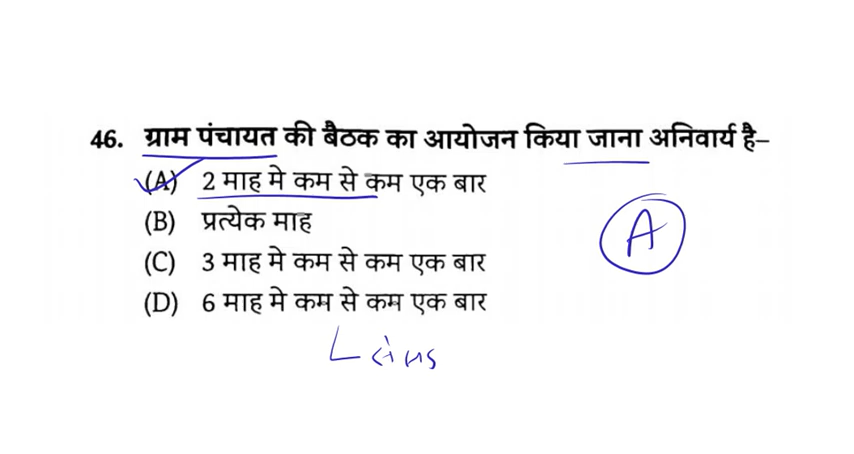 46. ग्राम पंचायत की बैठक का आयोजन किया जाना अनिवार्य है–
(A) 2 माह मे कम से कम एक बार
(B) प्रत्येक माह
(C) 3 माह मे कम से कम एक बार
(D) 6 माह मे कम से कम एक बार
A